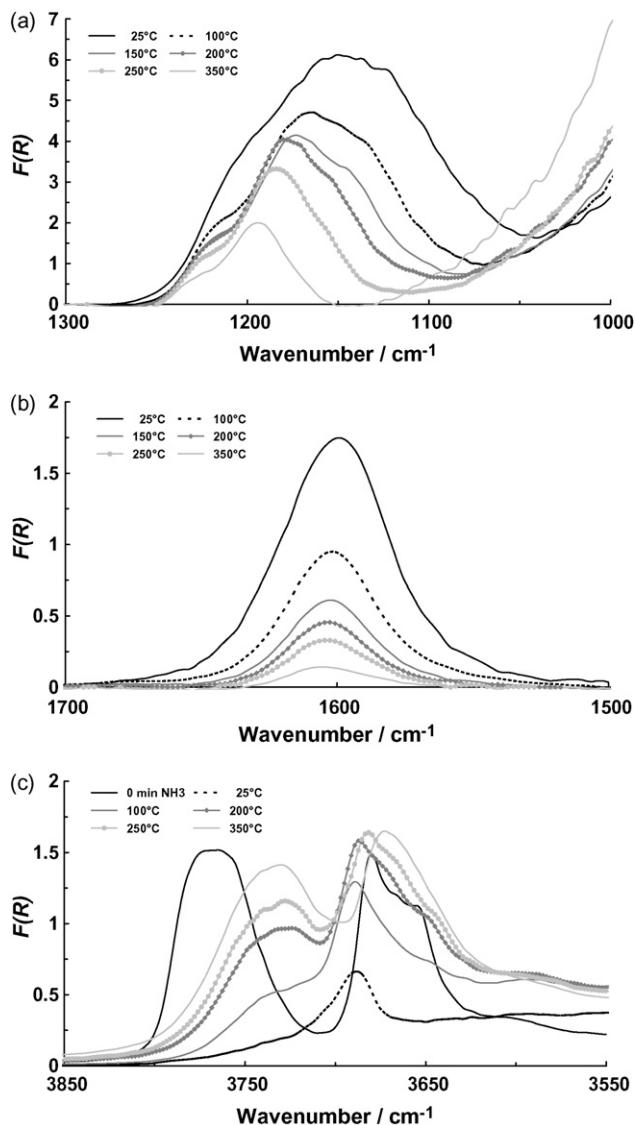 (a)
7
25°C 100°C
6
150°C 200°C
250°C 350°C
5
4
F(R)
3
2
1
0
1300 1200 1100 1000
Wavenumber / cm-1
(b)
2
25°C 100°C
150°C 200°C
250°C 350°C
1.5
F(R)
1
0.5
0
1700 1600 1500
Wavenumber / cm-1
(c)
2
0 min NH3 25°C
100°C 200°C
250°C 350°C
1.5
F(R)
1
0.5
0
3850 3750 3650 3550
Wavenumber / cm-1